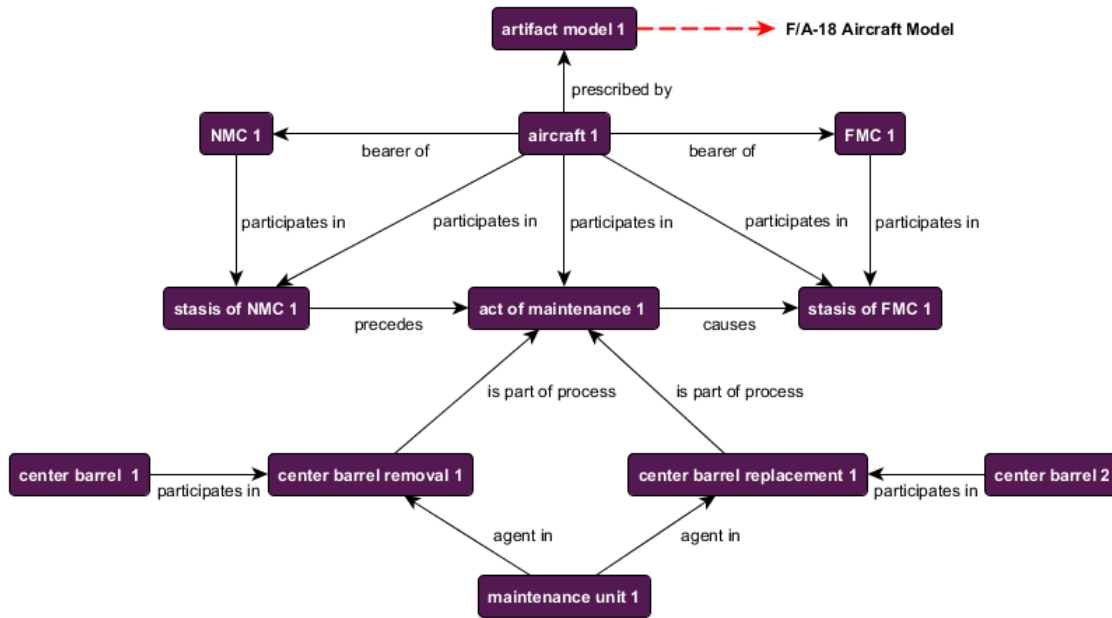 artifact model 1
F/A-18 Aircraft Model
prescribed by
NMC 1
aircraft 1
FMC 1
bearer of
bearer of
participates in
participates in
participates in
participates in
participates in
stasis of NMC 1
act of maintenance 1
stasis of FMC 1
precedes
causes
is part of process
is part of process
center barrel 1
center barrel removal 1
center barrel replacement 1
center barrel 2
participates in
participates in
agent in
agent in
maintenance unit 1